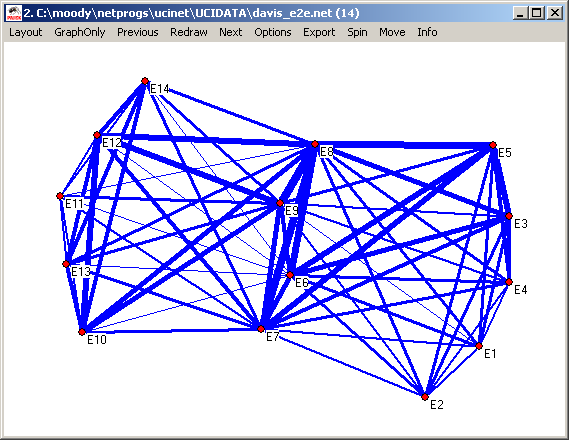 2. C:\moody\netprogs\ucinet\UCIDATA\davis_e2e.net (14)
Layout GraphOnly Previous Redraw Next Options Export Spin Move Info
E14
E12
E8
E5
E11
E3
E13
E6
E4
E10
E7
E1
E2